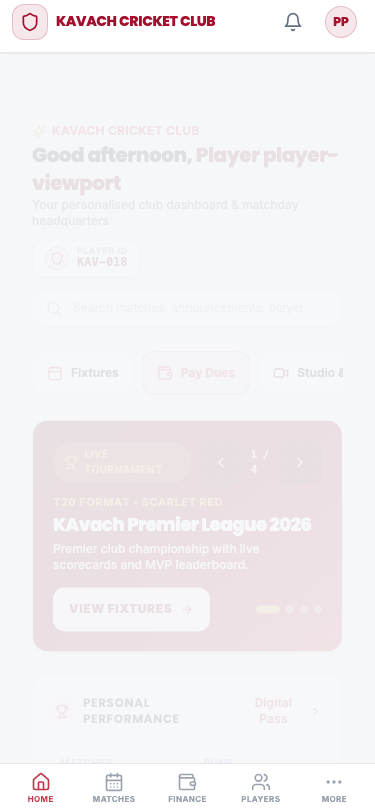 KAVACH CRICKET CLUB
PP
KAVACH CRICKET CLUB
Good afternoon, Player player-
viewport
Your personalised club dashboard & matchday
headquarters
PLAYER ID
KAV-018
Search matches, announcements, player
Fixtures
Pay Dues
Studio &
LIVE
TOURNAMENT
1 /
4
T20 FORMAT • SCARLET RED
KAvach Premier League 2026
Premier club championship with live
scorecards and MVP leaderboard.
VIEW FIXTURES
PERSONAL
PERFORMANCE
Digital
Pass
MATCHES
RUNS
HOME
MATCHES
FINANCE
PLAYERS
MORE